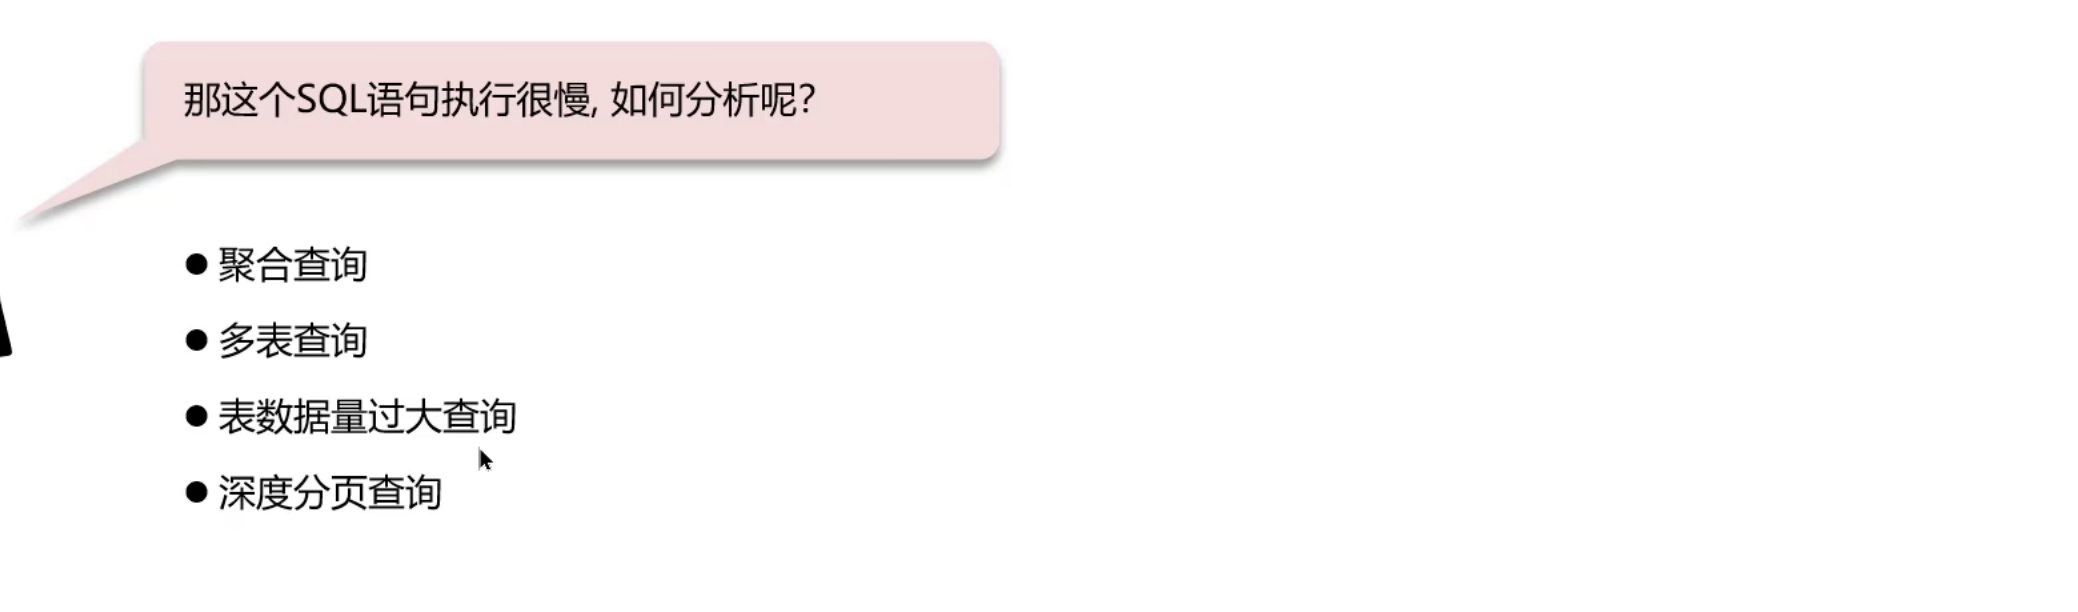 那这个SQL语句执行很慢, 如何分析呢?
● 聚合查询
● 多表查询
● 表数据量过大查询
● 深度分页查询